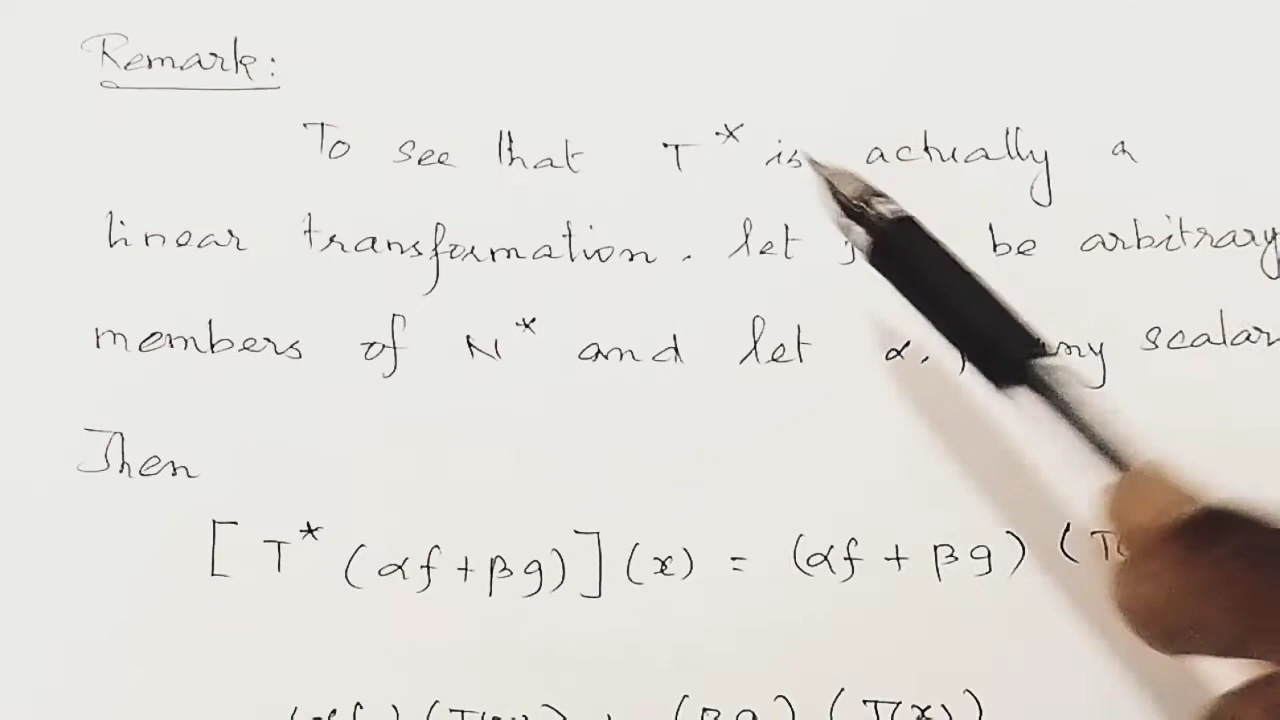 Remark:
To see that T* is actually a
linear transformation. let be arbitrary
members of N* and let α, any scalar
Then
[T* (αf + βg)] (x) = (αf + βg) (T
(βg) (T(x))